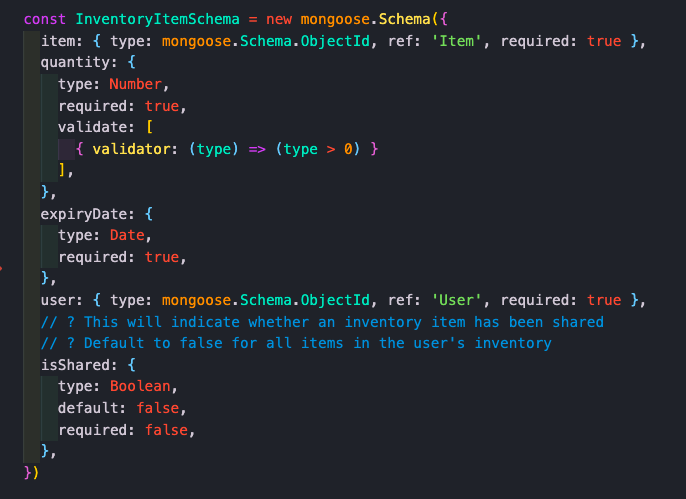 const InventoryItemSchema = new mongoose.Schema({
  item: { type: mongoose.Schema.ObjectId, ref: 'Item', required: true },
  quantity: {
    type: Number,
    required: true,
    validate: [
      { validator: (type) => (type > 0) }
    ],
  },
  expiryDate: {
    type: Date,
    required: true,
  },
  user: { type: mongoose.Schema.ObjectId, ref: 'User', required: true },
  // ? This will indicate whether an inventory item has been shared
  // ? Default to false for all items in the user's inventory
  isShared: {
    type: Boolean,
    default: false,
    required: false,
  },
})